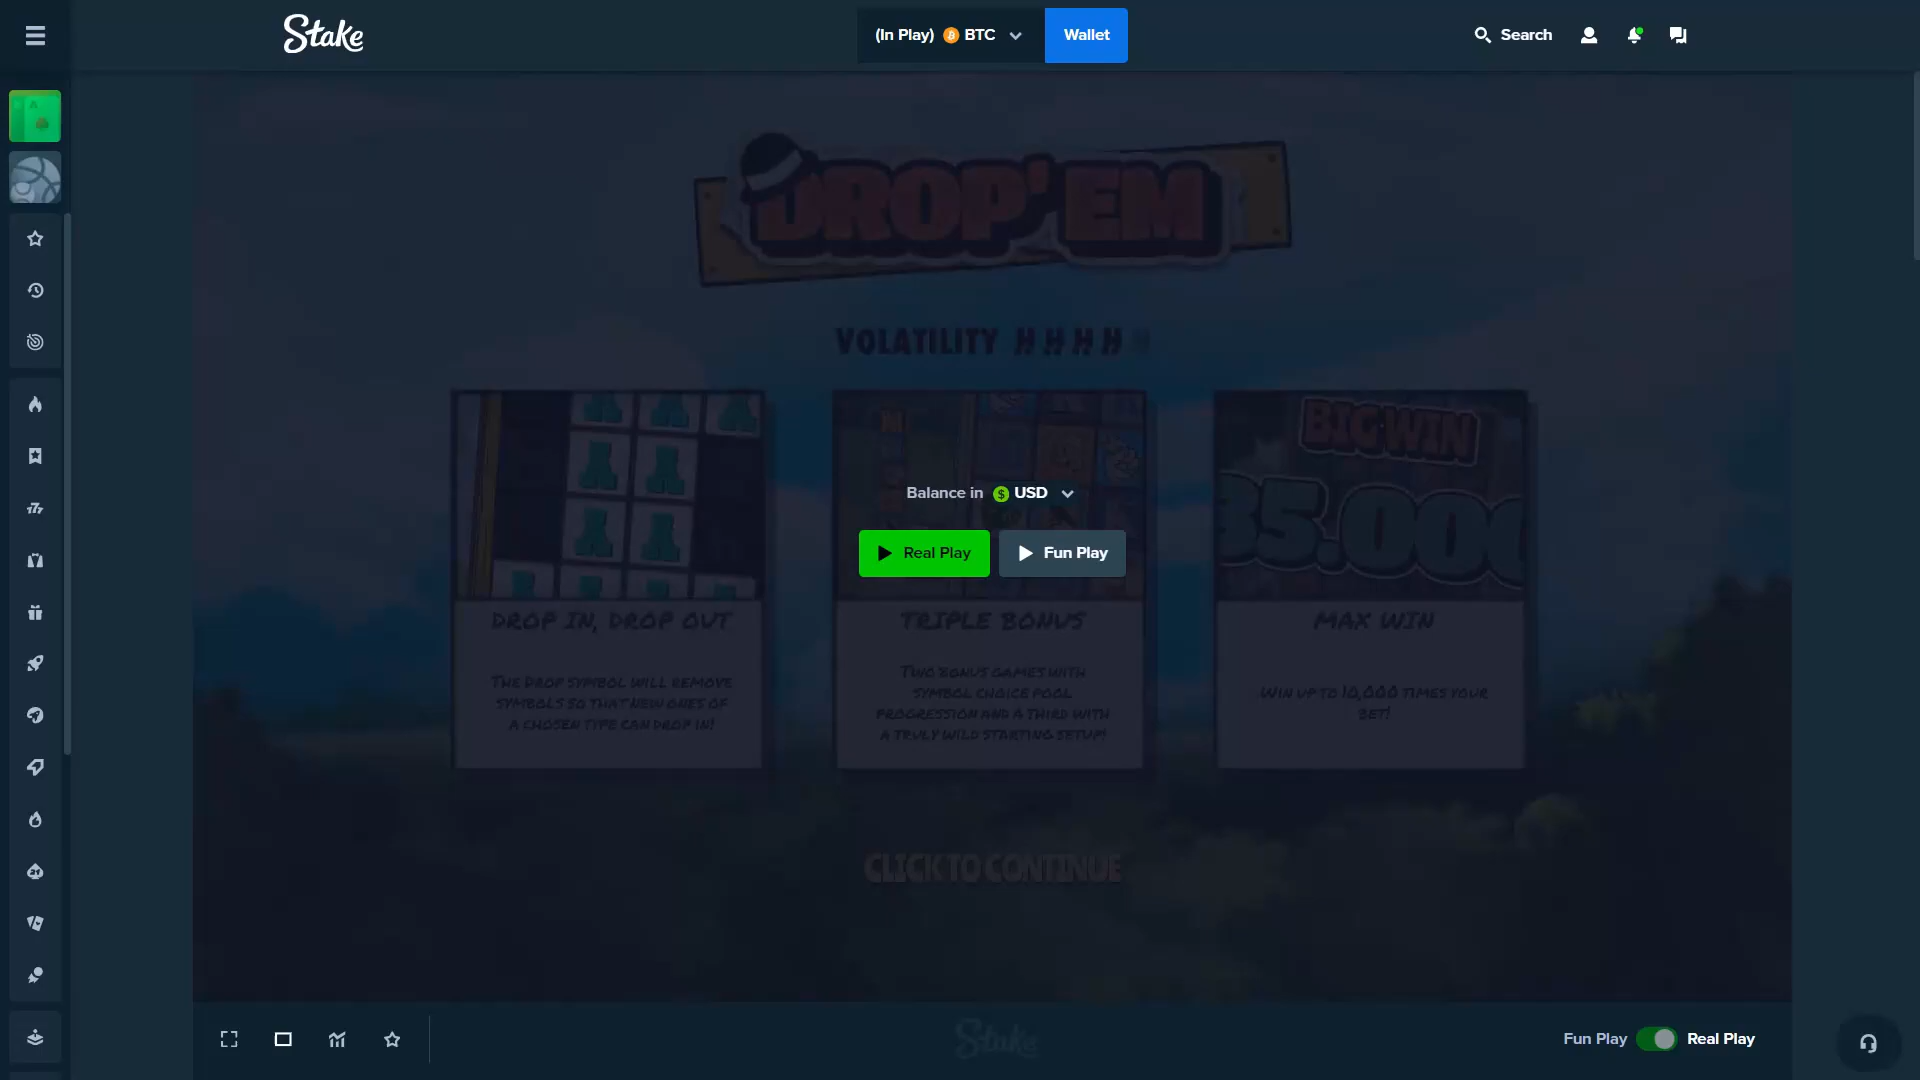 Stake
(In Play) BTC
Wallet
Search
DROP'EM
VOLATILITY
BIG WIN
35.000
Balance in USD
Real Play
Fun Play
DROP IN, DROP OUT
THE DROP SYMBOL WILL REMOVE
SYMBOLS SO THAT NEW ONES OF
A CHOSEN TYPE CAN DROP IN!
TRIPLE BONUS
TWO BONUS GAMES WITH
SYMBOL CHOICE POOL
PROGRESSION AND A THIRD WITH
A TRULY WILD STARTING SETUP!
MAX WIN
WIN UP TO 10,000 TIMES YOUR
BET!
CLICK TO CONTINUE
Stake
Fun Play
Real Play